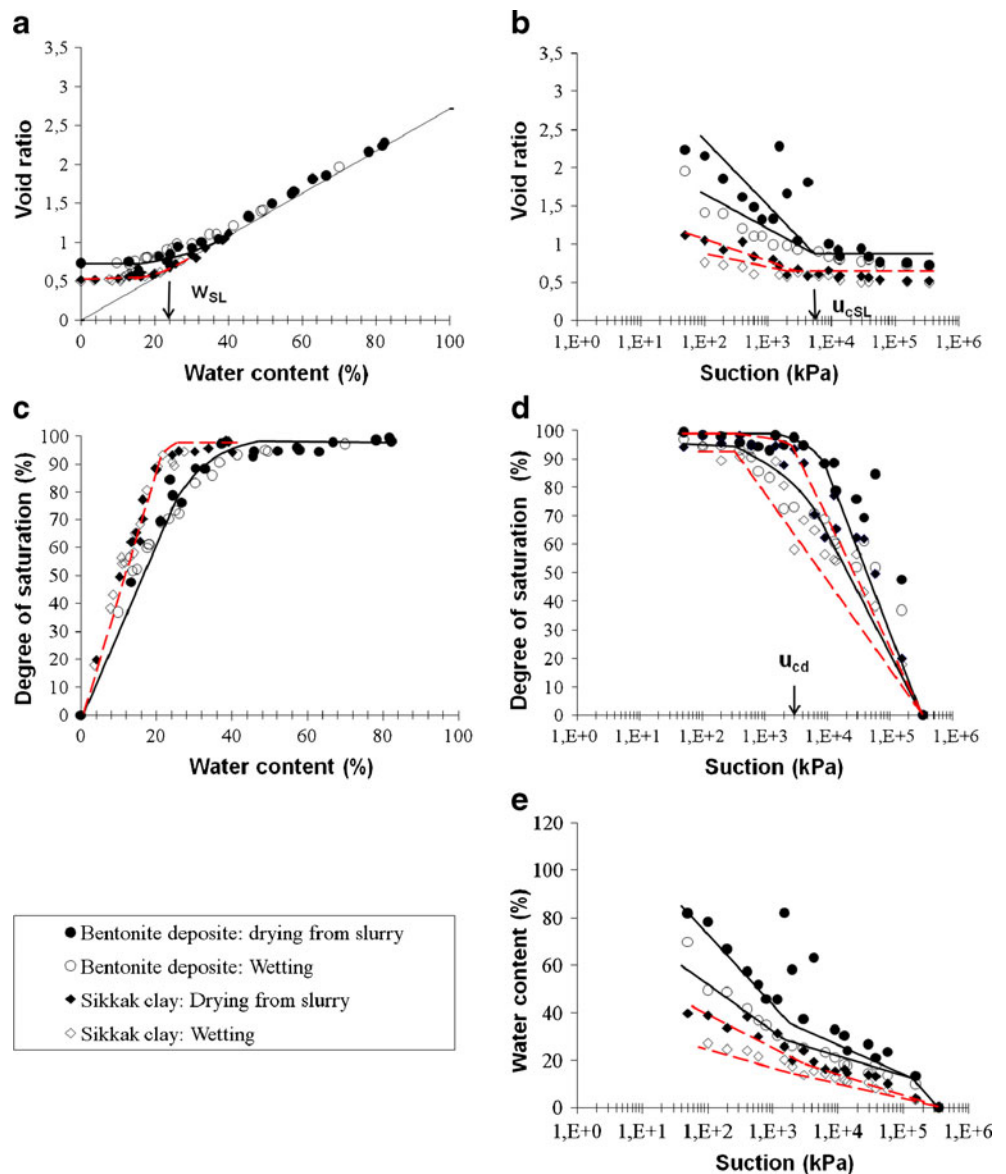 a
3,5
3
2,5
2
1,5
1
0,5
0
Void ratio
w_SL
0 20 40 60 80 100
Water content (%)
b
3,5
3
2,5
2
1,5
1
0,5
0
Void ratio
u_cSL
1,E+0 1,E+1 1,E+2 1,E+3 1,E+4 1,E+5 1,E+6
Suction (kPa)
c
100
90
80
70
60
50
40
30
20
10
0
Degree of saturation (%)
0 20 40 60 80 100
Water content (%)
d
100
90
80
70
60
50
40
30
20
10
0
Degree of saturation (%)
u_cd
1,E+0 1,E+1 1,E+2 1,E+3 1,E+4 1,E+5 1,E+6
Suction (kPa)
e
120
100
80
60
40
20
0
Water content (%)
1,E+0 1,E+1 1,E+2 1,E+3 1,E+4 1,E+5 1,E+6
Suction (kPa)
Bentonite deposite: drying from slurry
Bentonite deposite: Wetting
Sikkak clay: Drying from slurry
Sikkak clay: Wetting